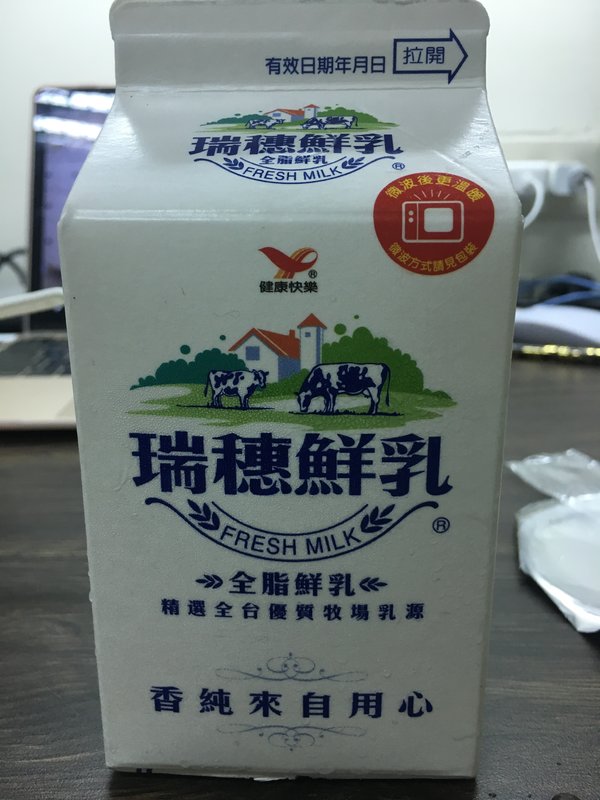 有效日期年月日
拉開
瑞穗鮮乳
全脂鮮乳
FRESH MILK
®
微波後更溫暖
微波方式請見包裝
®
健康快樂
瑞穗鮮乳
FRESH MILK
®
全脂鮮乳
精選全台優質牧場乳源
香純來自用心